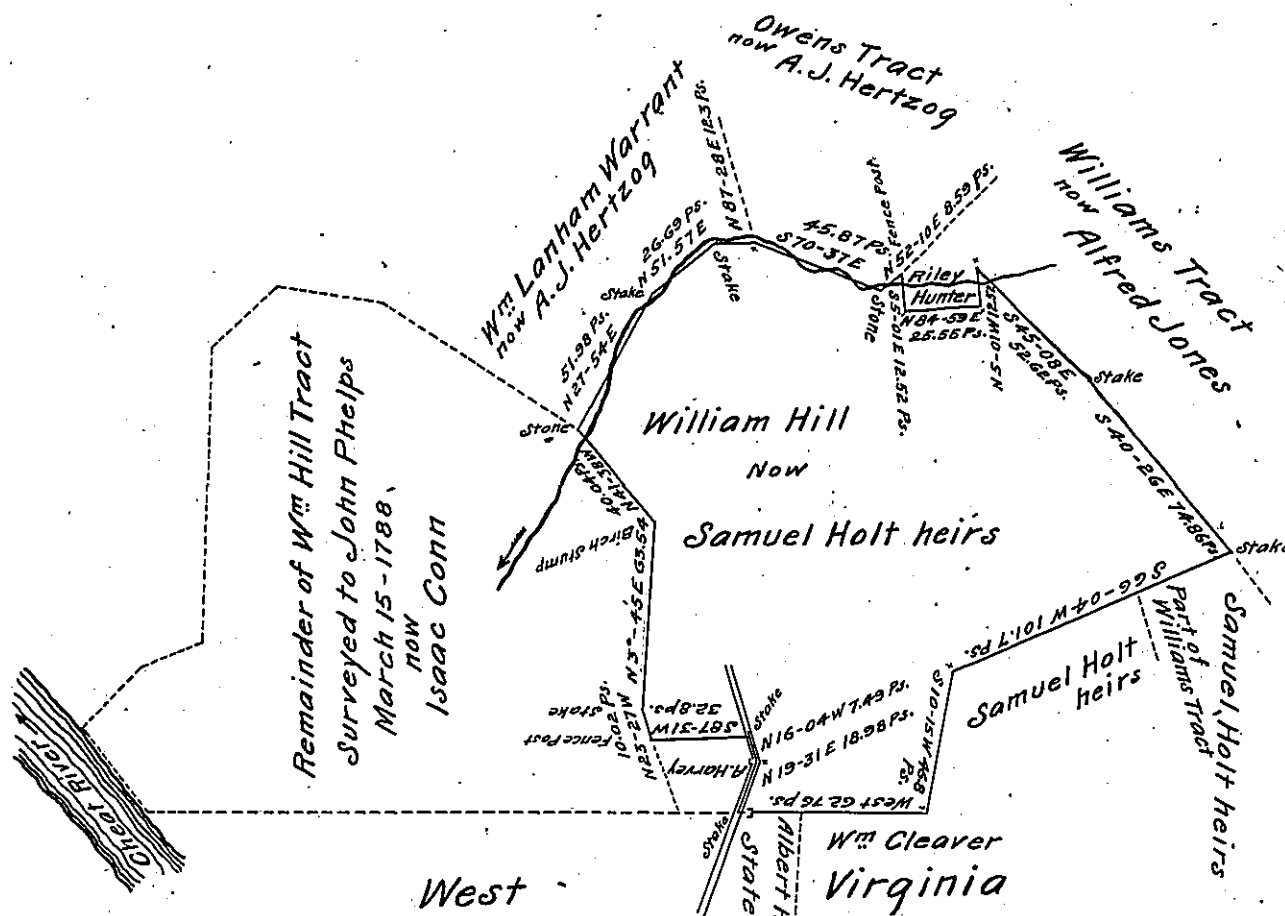 Owens Tract
now A.J. Hertzog
Wm Lanham Warrant
now A.J. Hertzog
Williams Tract
now
Alfred Jones
N 87-28 E 12.3 Ps.
26.69 Ps.
N 51.57 E
Stake
Stake
45.87 Ps.
S 70-37 E
Fence Post
N 52-10 E 8.59 Ps.
Riley
Hunter
Stone
S 5-01 E 12.52 Ps.
N 84-59 E
25.55 Ps.
S 45-08 E
52.62 Ps.
Stake
S 40-26 E 74.86 Ps
Stake
51.98 Ps.
N 27-54 E
Stone
N 41-38 W
40.04 Ps
Birch Stump
William Hill
Now
Samuel Holt heirs
Remainder of Wm Hill Tract
Surveyed to John Phelps
March 15-1788
now
Isaac Conn
N 3°-45 E 63.54
S 66-04 W 101.7 Ps.
Part of
Williams Tract
Samuel Holt
heirs
Samuel, Holt heirs
S 10-15 W 46.8
Ps.
Stake
Fence Post
10.02 Ps.
N 23-27 W
S 87-31 W
32.8 ps.
Stake
N 16-04 W 7.49 Ps.
N 19-31 E 18.98 Ps.
A. Harvey
West 62.76 ps.
Stake
State
Albert
Wm Cleaver
Cheat River
West
Virginia